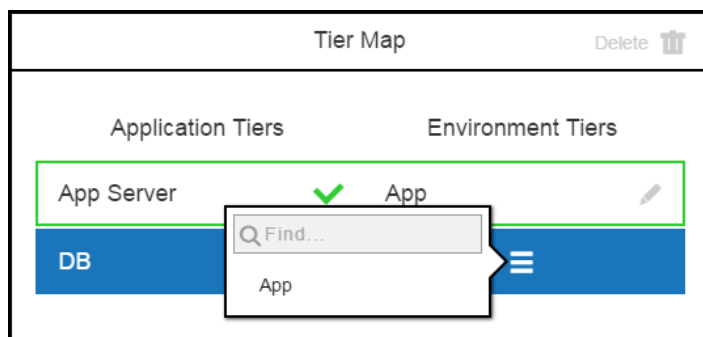 Tier Map
Delete
Application Tiers
Environment Tiers
App Server
App
Find...
DB
App